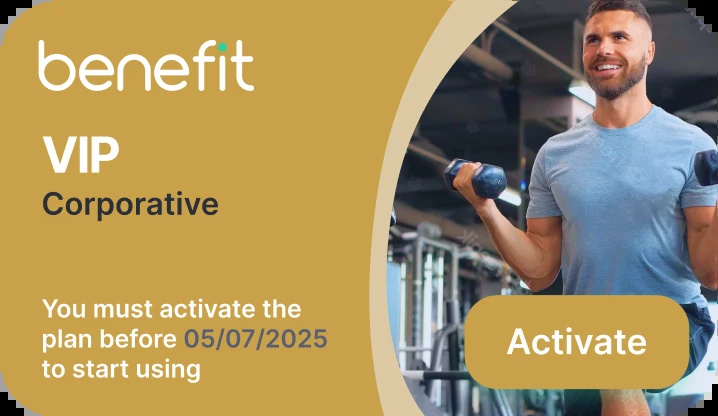 benefit
VIP
Corporative
You must activate the
plan before 05/07/2025
to start using
Activate